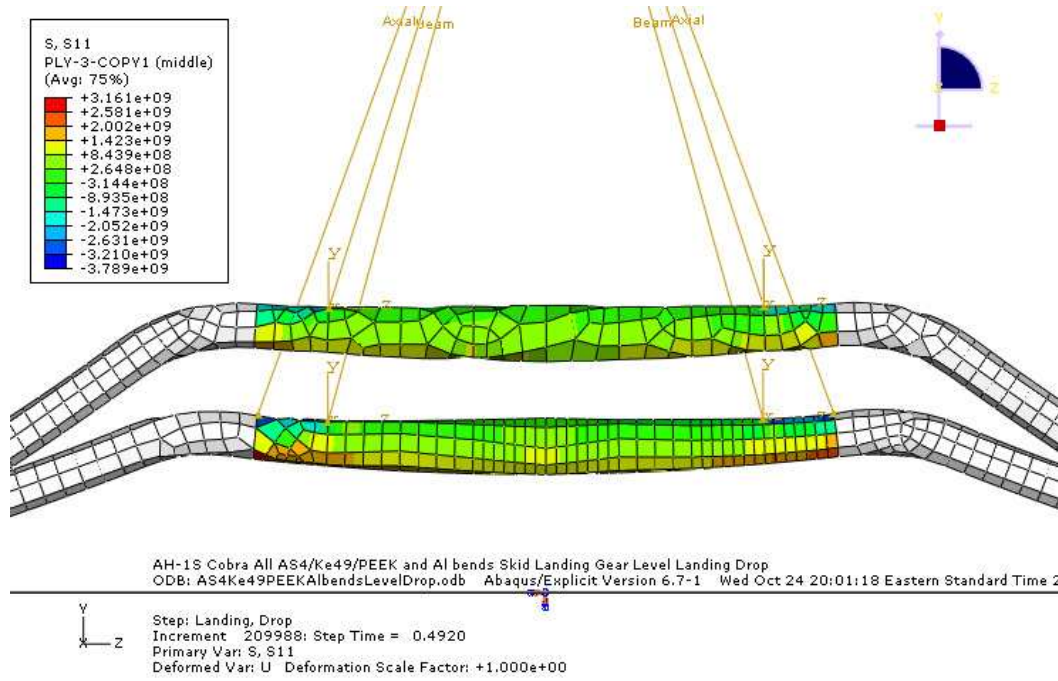 Axial Beam Beam Axial
S, S11
PLY-3-COPY1 (middle)
(Avg: 75%)
+3.161e+09
+2.581e+09
+2.002e+09
+1.423e+09
+8.439e+08
+2.648e+08
-3.144e+08
-8.935e+08
-1.473e+09
-2.052e+09
-2.631e+09
-3.210e+09
-3.789e+09
Y
Z
Y Y
Z Z
Y Y
Z Z
AH-1S Cobra All AS4/Ke49/PEEK and Al bends Skid Landing Gear Level Landing Drop
ODB: AS4Ke49PEEKAlbendsLevelDrop.odb Abaqus/Explicit Version 6.7-1 Wed Oct 24 20:01:18 Eastern Standard Time 2
Y
X Z
Step: Landing, Drop
Increment 209988: Step Time = 0.4920
Primary Var: S, S11
Deformed Var: U Deformation Scale Factor: +1.000e+00